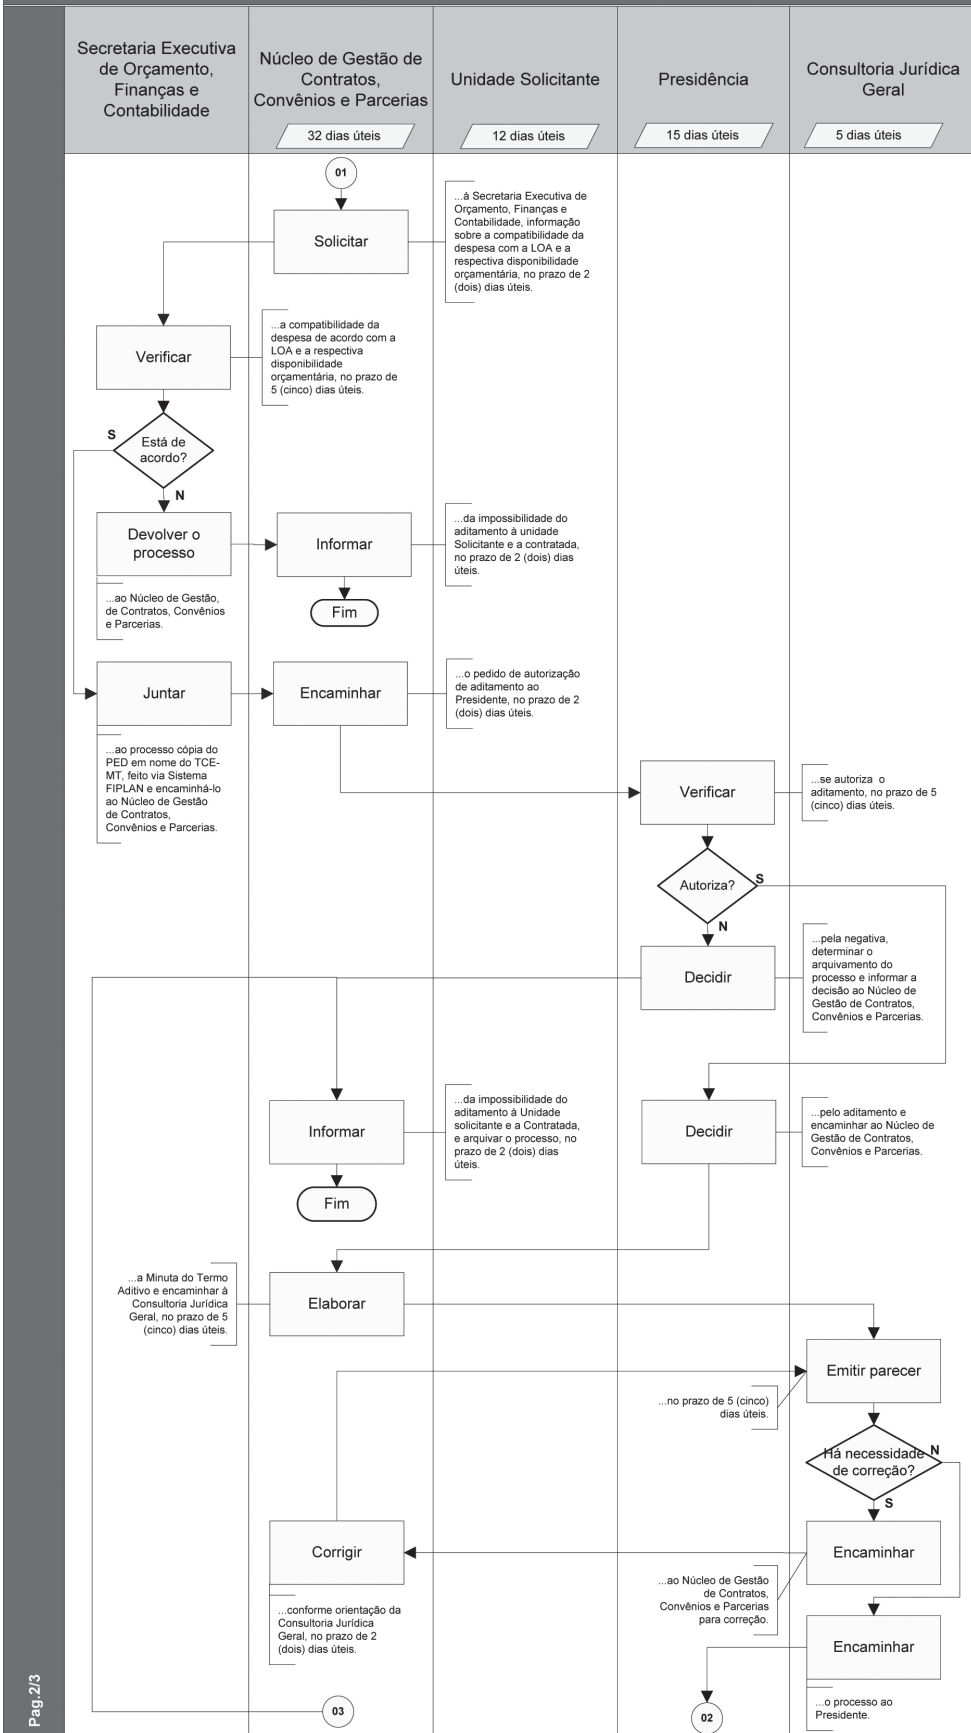 Secretaria Executiva
de Orçamento,
Finanças e
Contabilidade
Núcleo de Gestão de
Contratos,
Convênios e Parcerias
32 dias úteis
Unidade Solicitante
12 dias úteis
Presidência
15 dias úteis
Consultoria Jurídica
Geral
5 dias úteis
01
Solicitar
...à Secretaria Executiva de
Orçamento, Finanças e
Contabilidade, informação
sobre a compatibilidade da
despesa com a LOA e a
respectiva disponibilidade
orçamentária, no prazo de 2
(dois) dias úteis.
Verificar
...a compatibilidade da
despesa de acordo com a
LOA e a respectiva
disponibilidade
orçamentária, no prazo de
5 (cinco) dias úteis.
S
Está de
acordo?
N
Devolver o
processo
...ao Núcleo de Gestão,
de Contratos, Convênios
e Parcerias.
Informar
...da impossibilidade do
aditamento à unidade
Solicitante e a contratada,
no prazo de 2 (dois) dias
úteis.
Fim
Juntar
...ao processo cópia do
PED em nome do TCE-
MT, feito via Sistema
FIPLAN e encaminhá-lo
ao Núcleo de Gestão
de Contratos,
Convênios e Parcerias.
Encaminhar
...o pedido de autorização
de aditamento ao
Presidente, no prazo de 2
(dois) dias úteis.
Verificar
...se autoriza o
aditamento, no prazo de 5
(cinco) dias úteis.
Autoriza?
S
N
Decidir
...pela negativa,
determinar o
arquivamento do
processo e informar a
decisão ao Núcleo de
Gestão de Contratos,
Convênios e Parcerias.
Informar
...da impossibilidade do
aditamento à Unidade
solicitante e a Contratada,
e arquivar o processo, no
prazo de 2 (dois) dias
úteis.
Fim
Decidir
...pelo aditamento e
encaminhar ao Núcleo de
Gestão de Contratos,
Convênios e Parcerias.
...a Minuta do Termo
Aditivo e encaminhar à
Consultoria Jurídica
Geral, no prazo de 5
(cinco) dias úteis.
Elaborar
Emitir parecer
...no prazo de 5 (cinco)
dias úteis.
Há necessidade
de correção?
N
S
Encaminhar
...ao Núcleo de Gestão
de Contratos,
Convênios e Parcerias
para correção.
Corrigir
...conforme orientação da
Consultoria Jurídica
Geral, no prazo de 2
(dois) dias úteis.
Encaminhar
...o processo ao
Presidente.
03
02
Pag.2/3